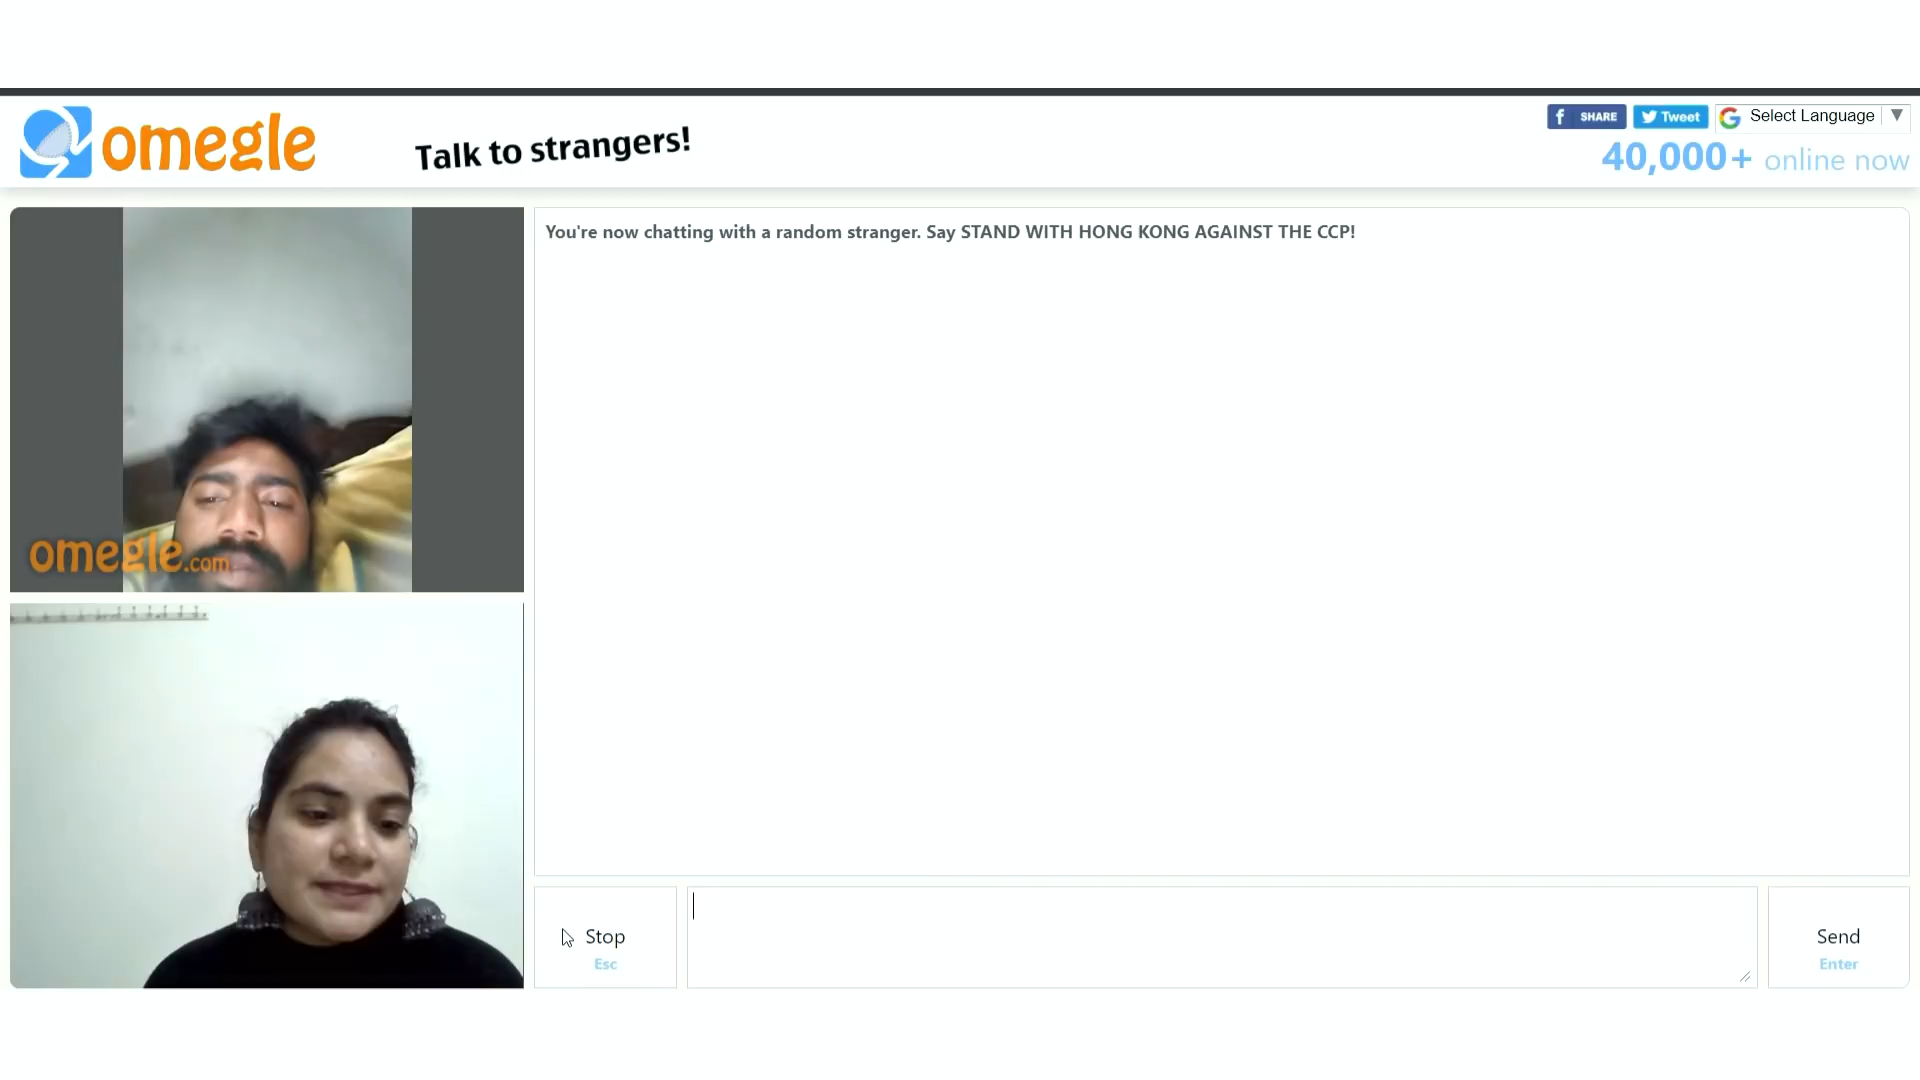 omegle
Talk to strangers!
f SHARE
Tweet
G Select Language ▼
40,000+ online now
You're now chatting with a random stranger. Say STAND WITH HONG KONG AGAINST THE CCP!
omegle.com
Stop
Esc
Send
Enter